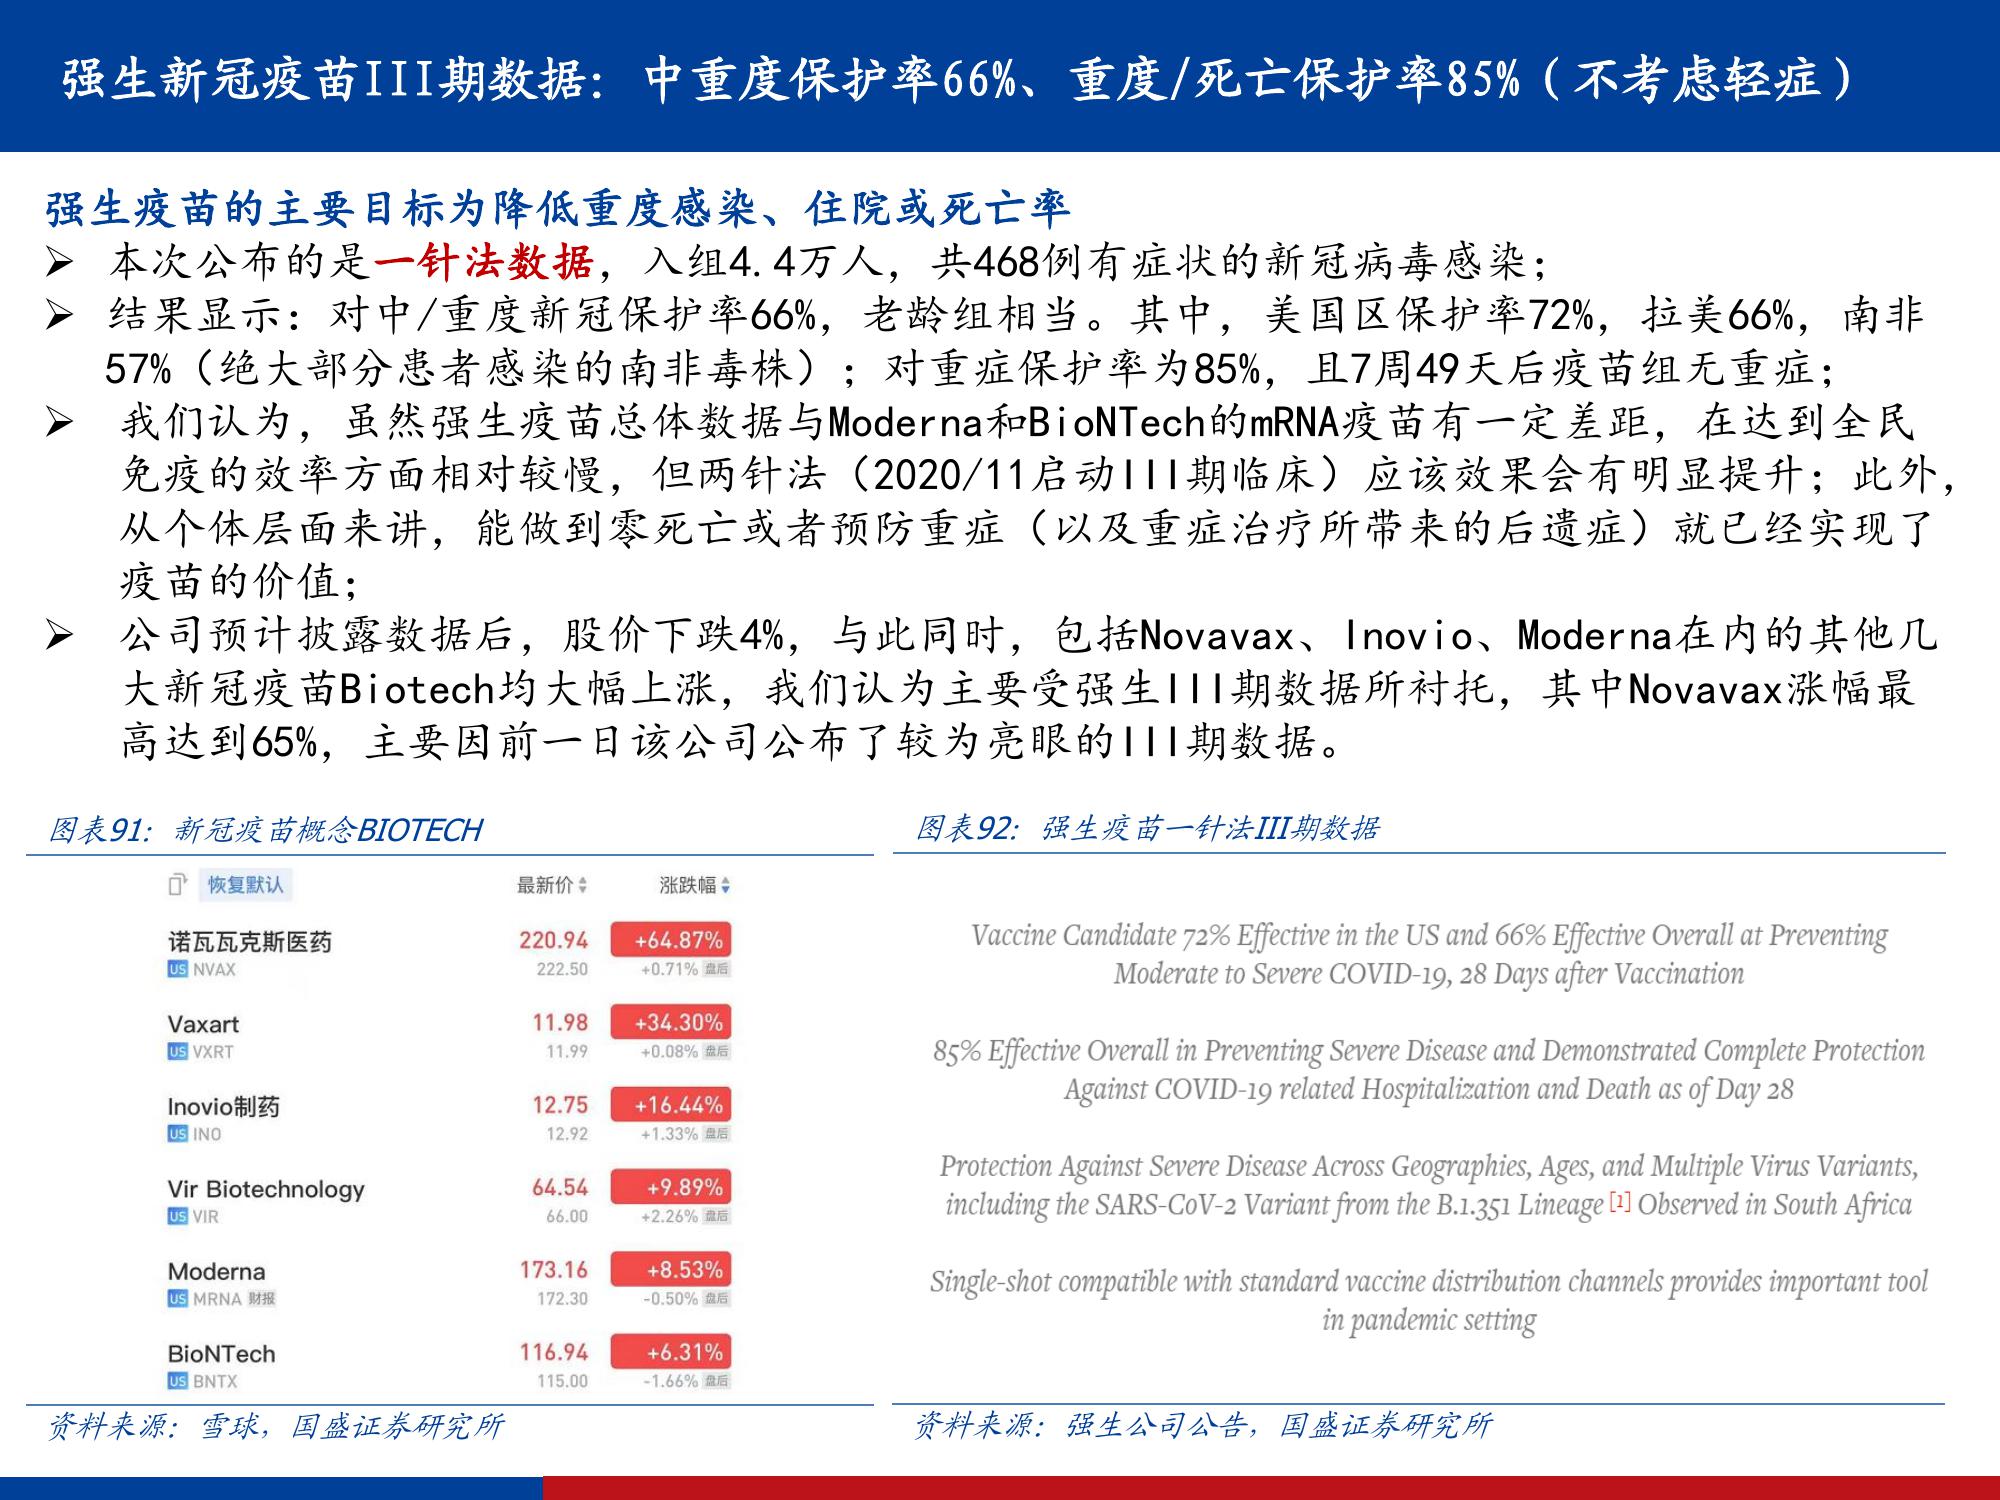 强生新冠疫苗III期数据：中重度保护率66%、重度/死亡保护率85%（不考虑轻症）
强生疫苗的主要目标为降低重度感染、住院或死亡率
➢ 本次公布的是一针法数据，入组4.4万人，共468例有症状的新冠病毒感染；
➢ 结果显示：对中/重度新冠保护率66%，老龄组相当。其中，美国区保护率72%，拉美66%，南非
57%（绝大部分患者感染的南非毒株）；对重症保护率为85%，且7周49天后疫苗组无重症；
➢ 我们认为，虽然强生疫苗总体数据与Moderna和BioNTech的mRNA疫苗有一定差距，在达到全民
免疫的效率方面相对较慢，但两针法（2020/11启动III期临床）应该效果会有明显提升；此外，
从个体层面来讲，能做到零死亡或者预防重症（以及重症治疗所带来的后遗症）就已经实现了
疫苗的价值；
➢ 公司预计披露数据后，股价下跌4%，与此同时，包括Novavax、Inovio、Moderna在内的其他几
大新冠疫苗Biotech均大幅上涨，我们认为主要受强生III期数据所衬托，其中Novavax涨幅最
高达到65%，主要因前一日该公司公布了较为亮眼的III期数据。
图表91：新冠疫苗概念BIOTECH
恢复默认 最新价 涨跌幅
诺瓦瓦克斯医药 220.94 +64.87%
US NVAX 222.50 +0.71% 盘后
Vaxart 11.98 +34.30%
US VXRT 11.99 +0.08% 盘后
Inovio制药 12.75 +16.44%
US INO 12.92 +1.33% 盘后
Vir Biotechnology 64.54 +9.89%
US VIR 66.00 +2.26% 盘后
Moderna 173.16 +8.53%
US MRNA 财报 172.30 -0.50% 盘后
BioNTech 116.94 +6.31%
US BNTX 115.00 -1.66% 盘后
资料来源：雪球，国盛证券研究所
图表92：强生疫苗一针法III期数据
Vaccine Candidate 72% Effective in the US and 66% Effective Overall at Preventing
Moderate to Severe COVID-19, 28 Days after Vaccination
85% Effective Overall in Preventing Severe Disease and Demonstrated Complete Protection
Against COVID-19 related Hospitalization and Death as of Day 28
Protection Against Severe Disease Across Geographies, Ages, and Multiple Virus Variants,
including the SARS-CoV-2 Variant from the B.1.351 Lineage [1] Observed in South Africa
Single-shot compatible with standard vaccine distribution channels provides important tool
in pandemic setting
资料来源：强生公司公告，国盛证券研究所